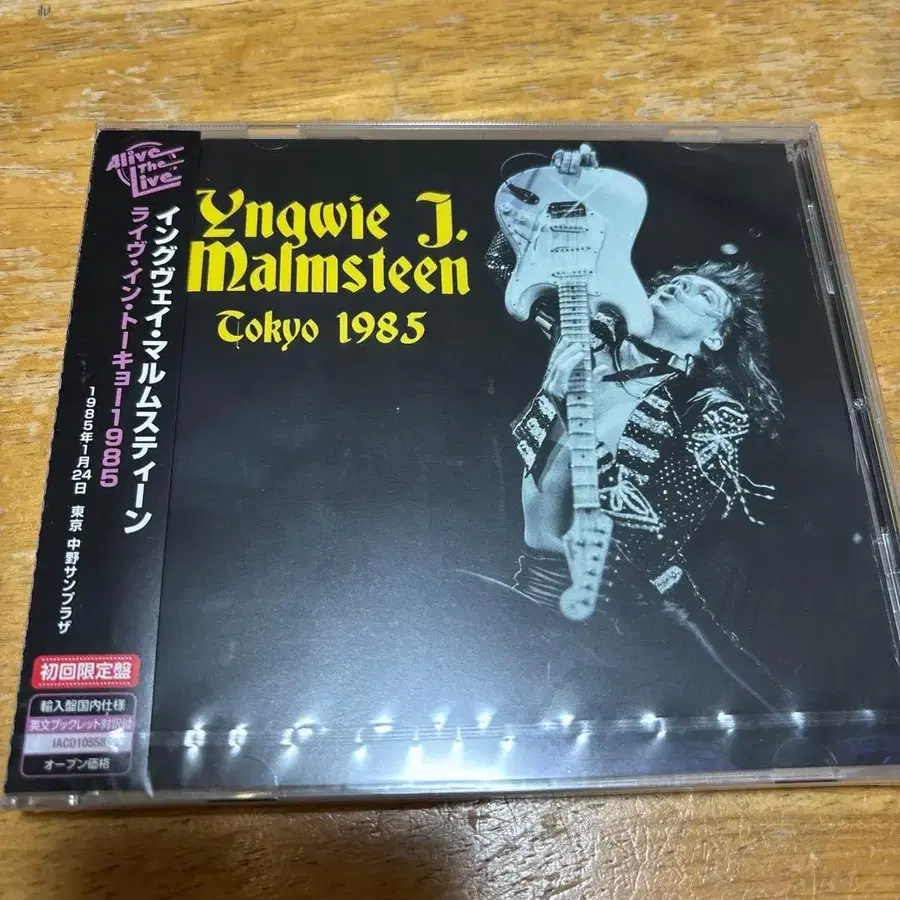 Alive
The
Live
イングヴェイ・マルムスティーン
ライヴ・イン・トーキョー1985
1985年1月24日 東京 中野サンプラザ
初回限定盤
輸入盤国内仕様
英文ブックレット対訳付
IACD10558
オープン価格
Yngwie J.
Malmsteen
Tokyo 1985